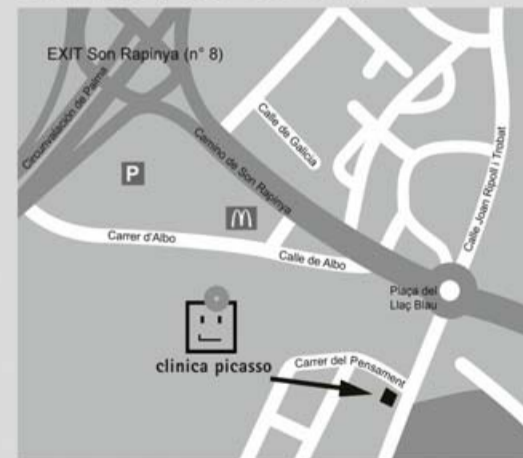 EXIT Son Rapinya (n° 8)
Circunvalación de Palma
Camino de Son Rapinya
Calle de Galicia
Calle Joan Ripoll i Trobat
P
M
Carrer d'Albo
Calle de Albo
Plaça del
Llaç Blau
clinica picasso
Carrer del Pensament